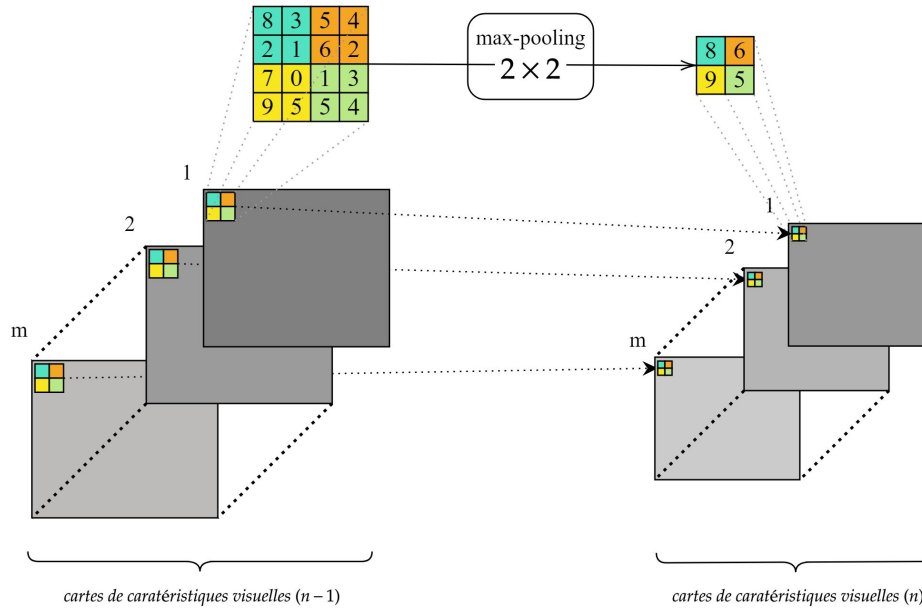 8 3 5 4
2 1 6 2
7 0 1 3
9 5 5 4
max-pooling
2 × 2
8 6
9 5
1
2
m
1
2
m
cartes de caratéristiques visuelles (n − 1)
cartes de caratéristiques visuelles (n)